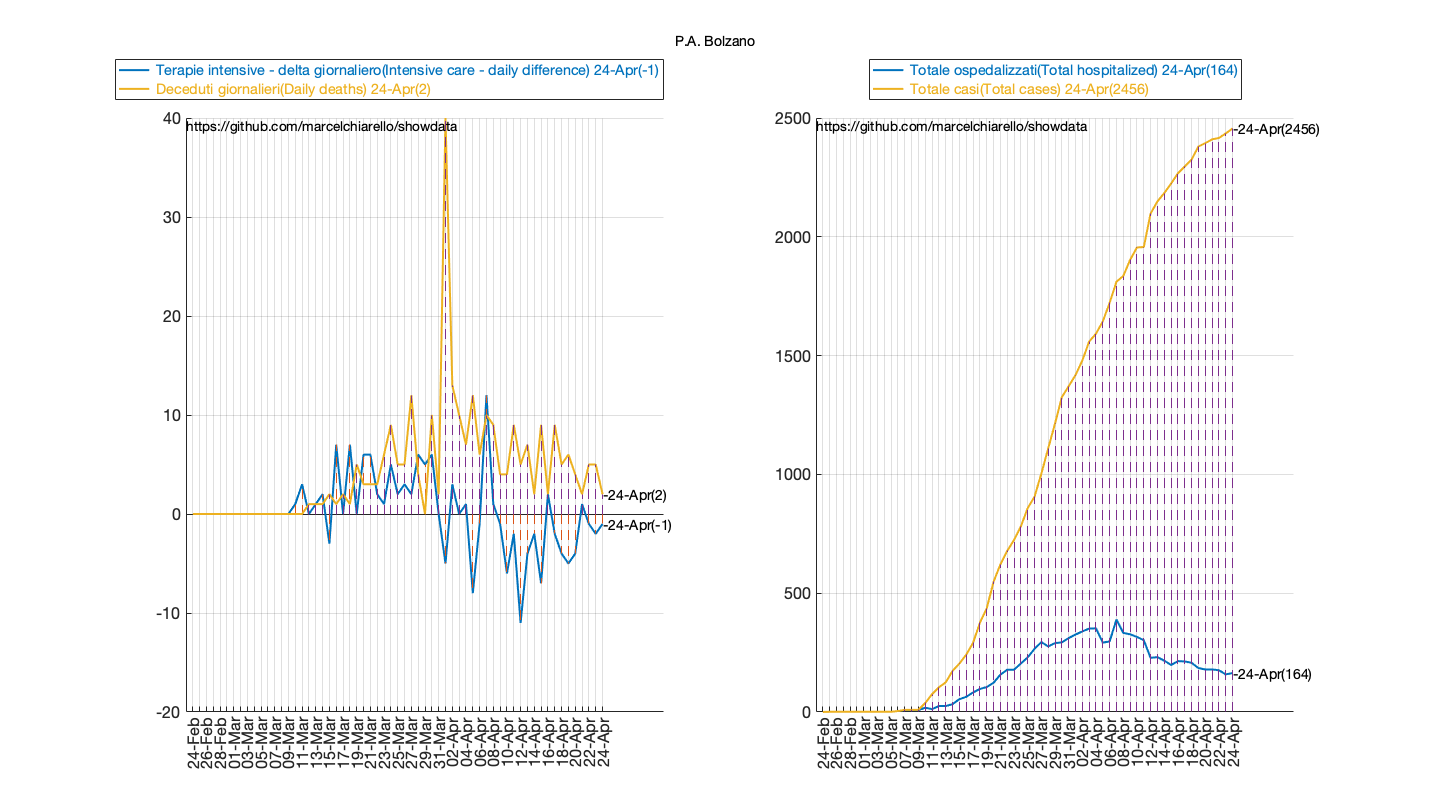 P.A. Bolzano
Terapie intensive - delta giornaliero(Intensive care - daily difference) 24-Apr(-1)
Deceduti giornalieri(Daily deaths) 24-Apr(2)
https://github.com/marcelchiarello/showdata
40
30
20
10
0
-10
-20
24-Apr(2)
24-Apr(-1)
24-Feb
26-Feb
28-Feb
01-Mar
03-Mar
05-Mar
07-Mar
09-Mar
11-Mar
13-Mar
15-Mar
17-Mar
19-Mar
21-Mar
23-Mar
25-Mar
27-Mar
29-Mar
31-Mar
02-Apr
04-Apr
06-Apr
08-Apr
10-Apr
12-Apr
14-Apr
16-Apr
18-Apr
20-Apr
22-Apr
24-Apr
Totale ospedalizzati(Total hospitalized) 24-Apr(164)
Totale casi(Total cases) 24-Apr(2456)
https://github.com/marcelchiarello/showdata
2500
2000
1500
1000
500
0
24-Apr(2456)
24-Apr(164)
24-Feb
26-Feb
28-Feb
01-Mar
03-Mar
05-Mar
07-Mar
09-Mar
11-Mar
13-Mar
15-Mar
17-Mar
19-Mar
21-Mar
23-Mar
25-Mar
27-Mar
29-Mar
31-Mar
02-Apr
04-Apr
06-Apr
08-Apr
10-Apr
12-Apr
14-Apr
16-Apr
18-Apr
20-Apr
22-Apr
24-Apr